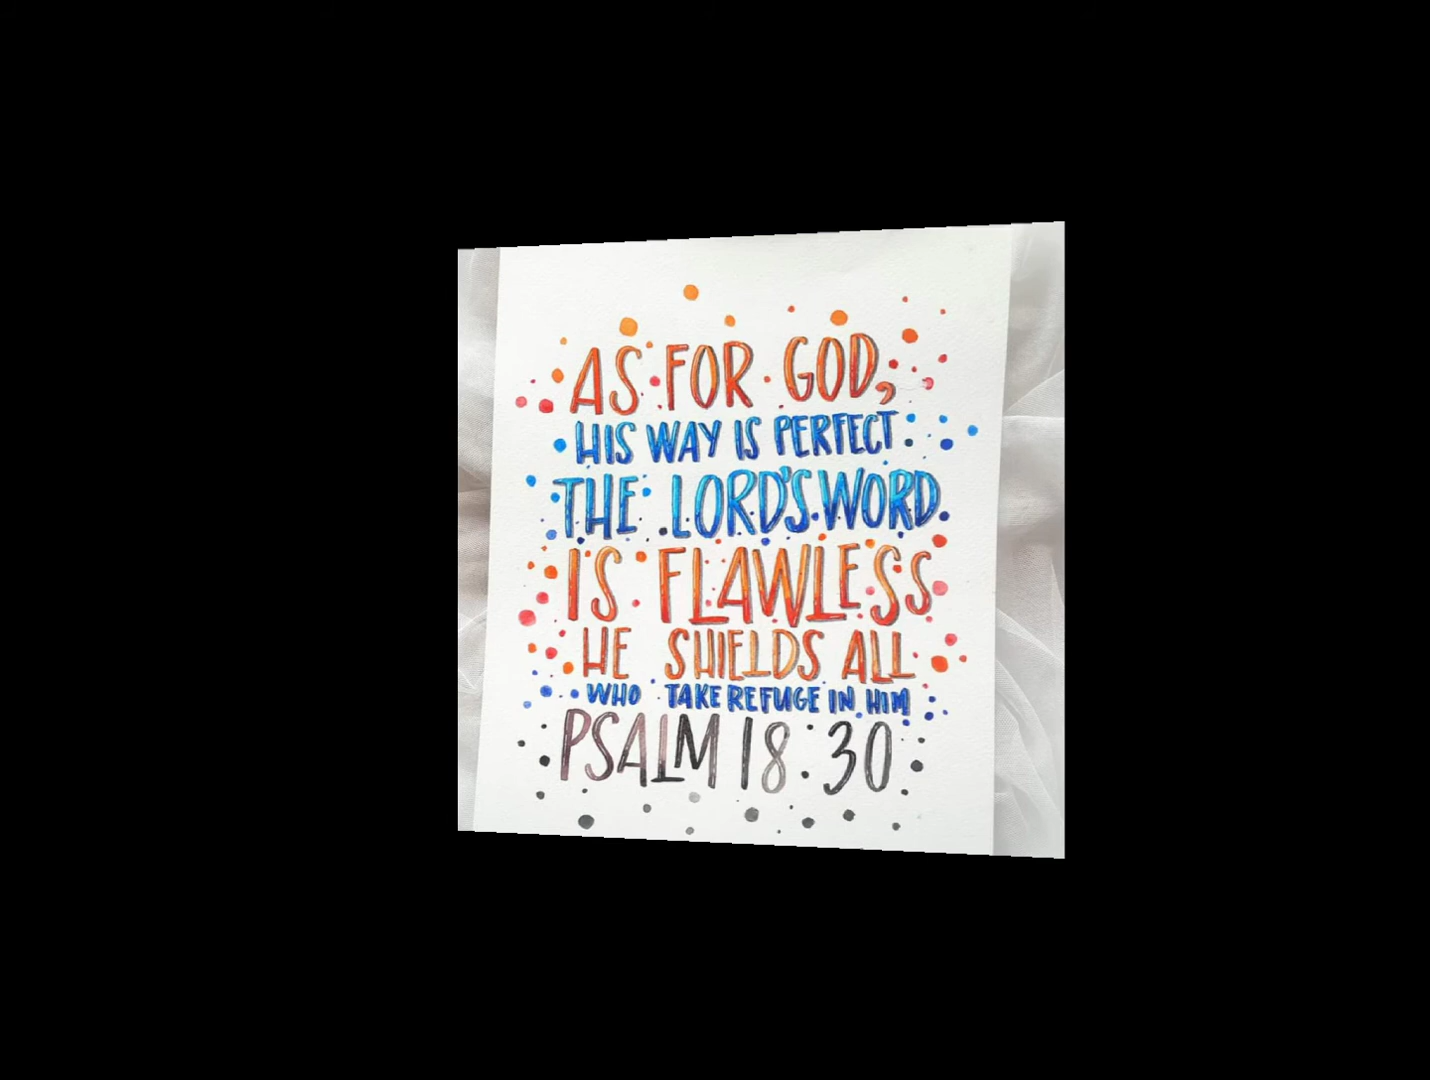 AS FOR GOD,
HIS WAY IS PERFECT
THE LORD'S WORD
IS FLAWLESS
HE SHIELDS ALL
WHO TAKE REFUGE IN HIM
PSALM 18:30